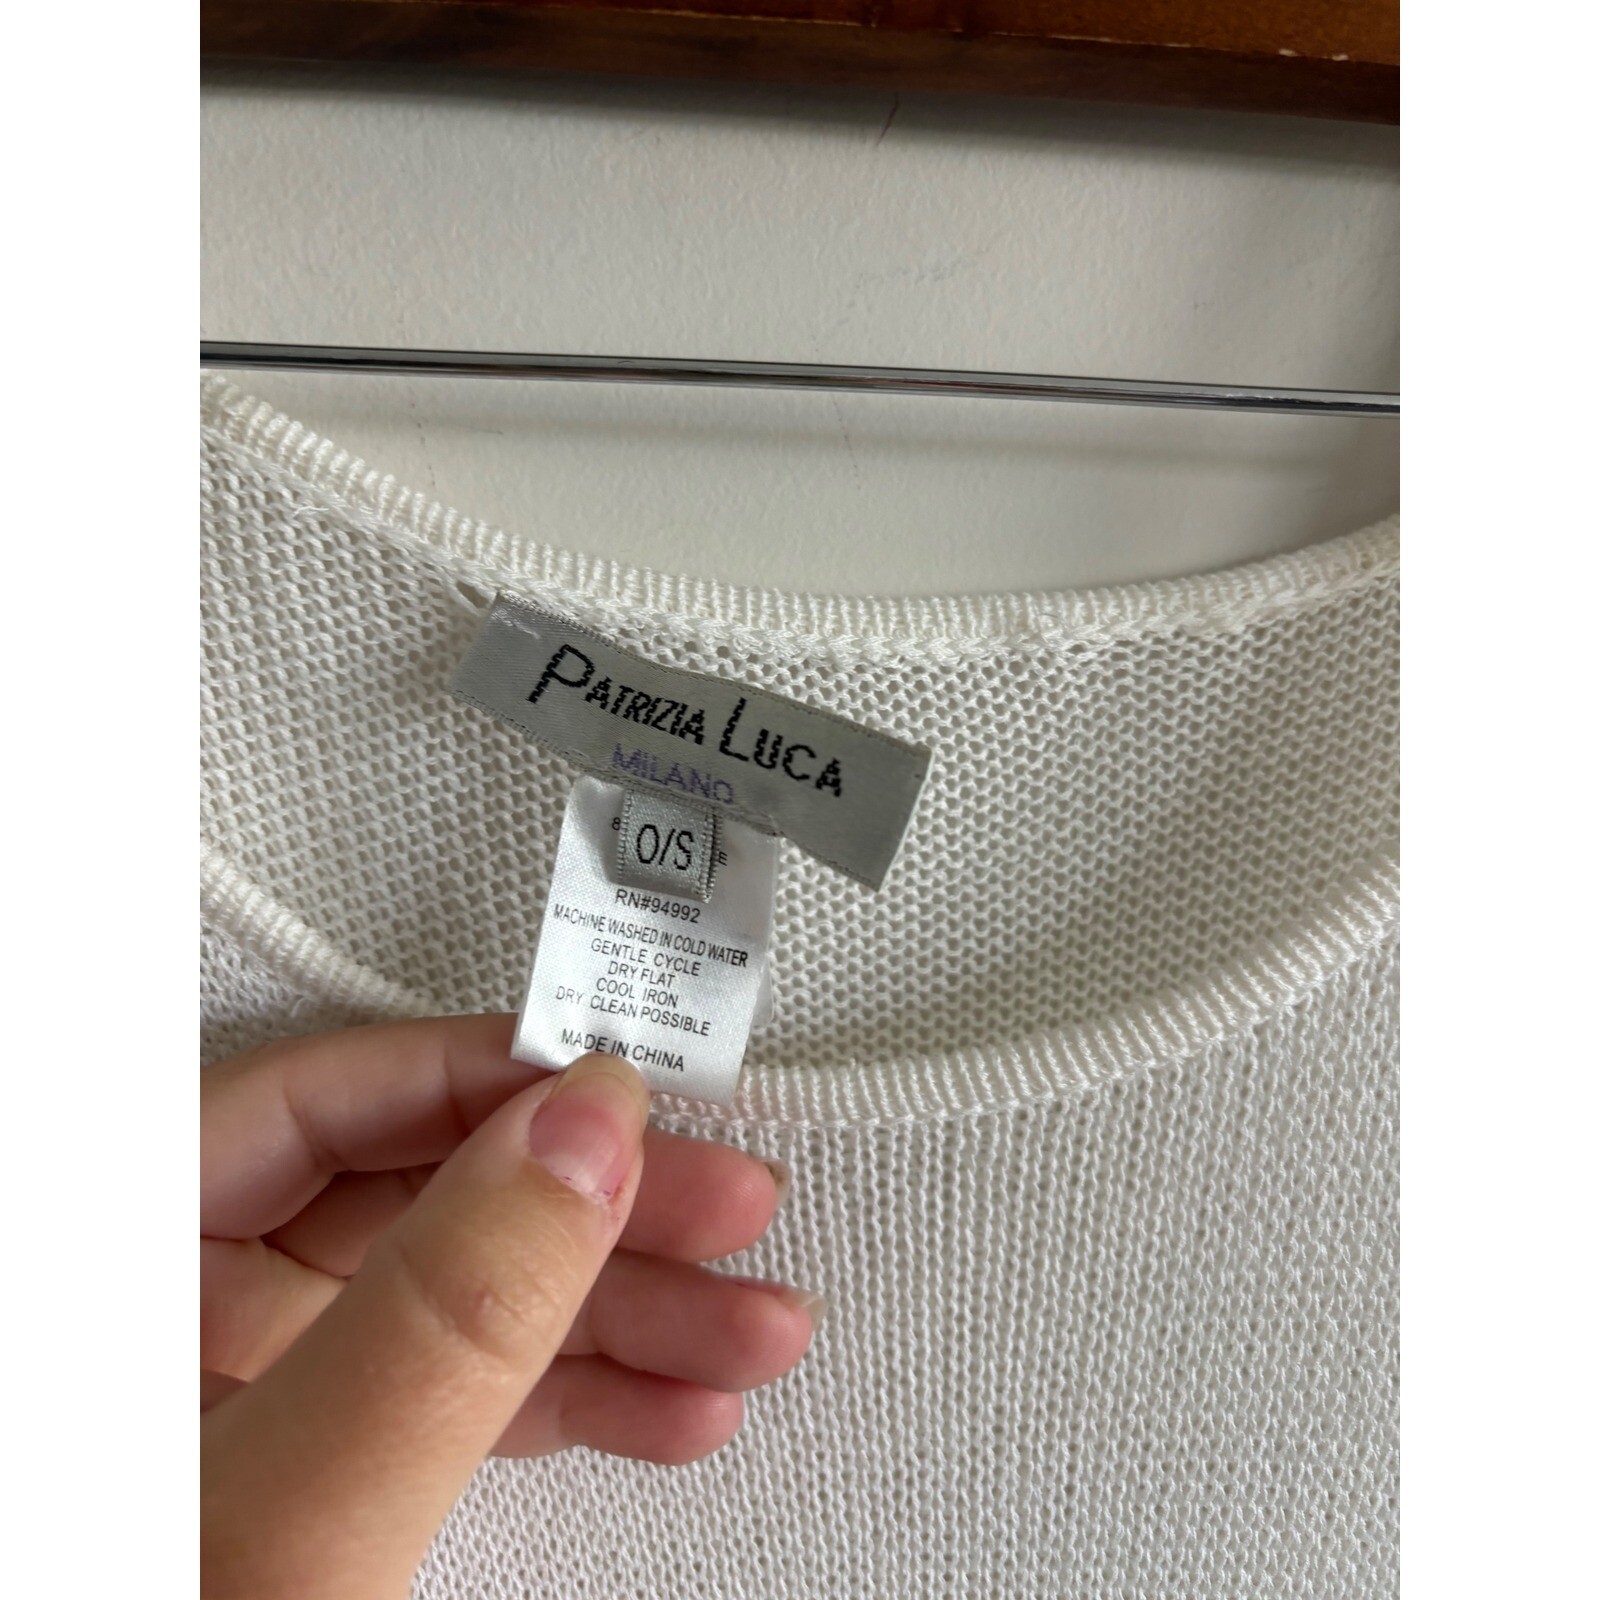 PATRIZIA LUCA
MILANO
O/S
RN#94992
MACHINE WASHED IN COLD WATER
GENTLE CYCLE
DRY FLAT
COOL IRON
DRY CLEAN POSSIBLE
MADE IN CHINA